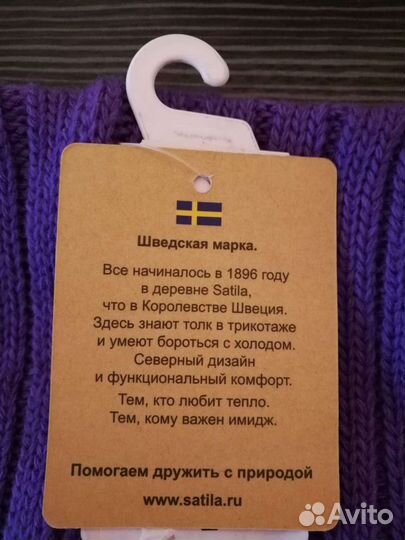 Шведская марка.
Все начиналось в 1896 году
в деревне Satila,
что в Королевстве Швеция.
Здесь знают толк в трикотаже
и умеют бороться с холодом.
Северный дизайн
и функциональный комфорт.
Тем, кто любит тепло.
Тем, кому важен имидж.
Помогаем дружить с природой
www.satila.ru
Avito